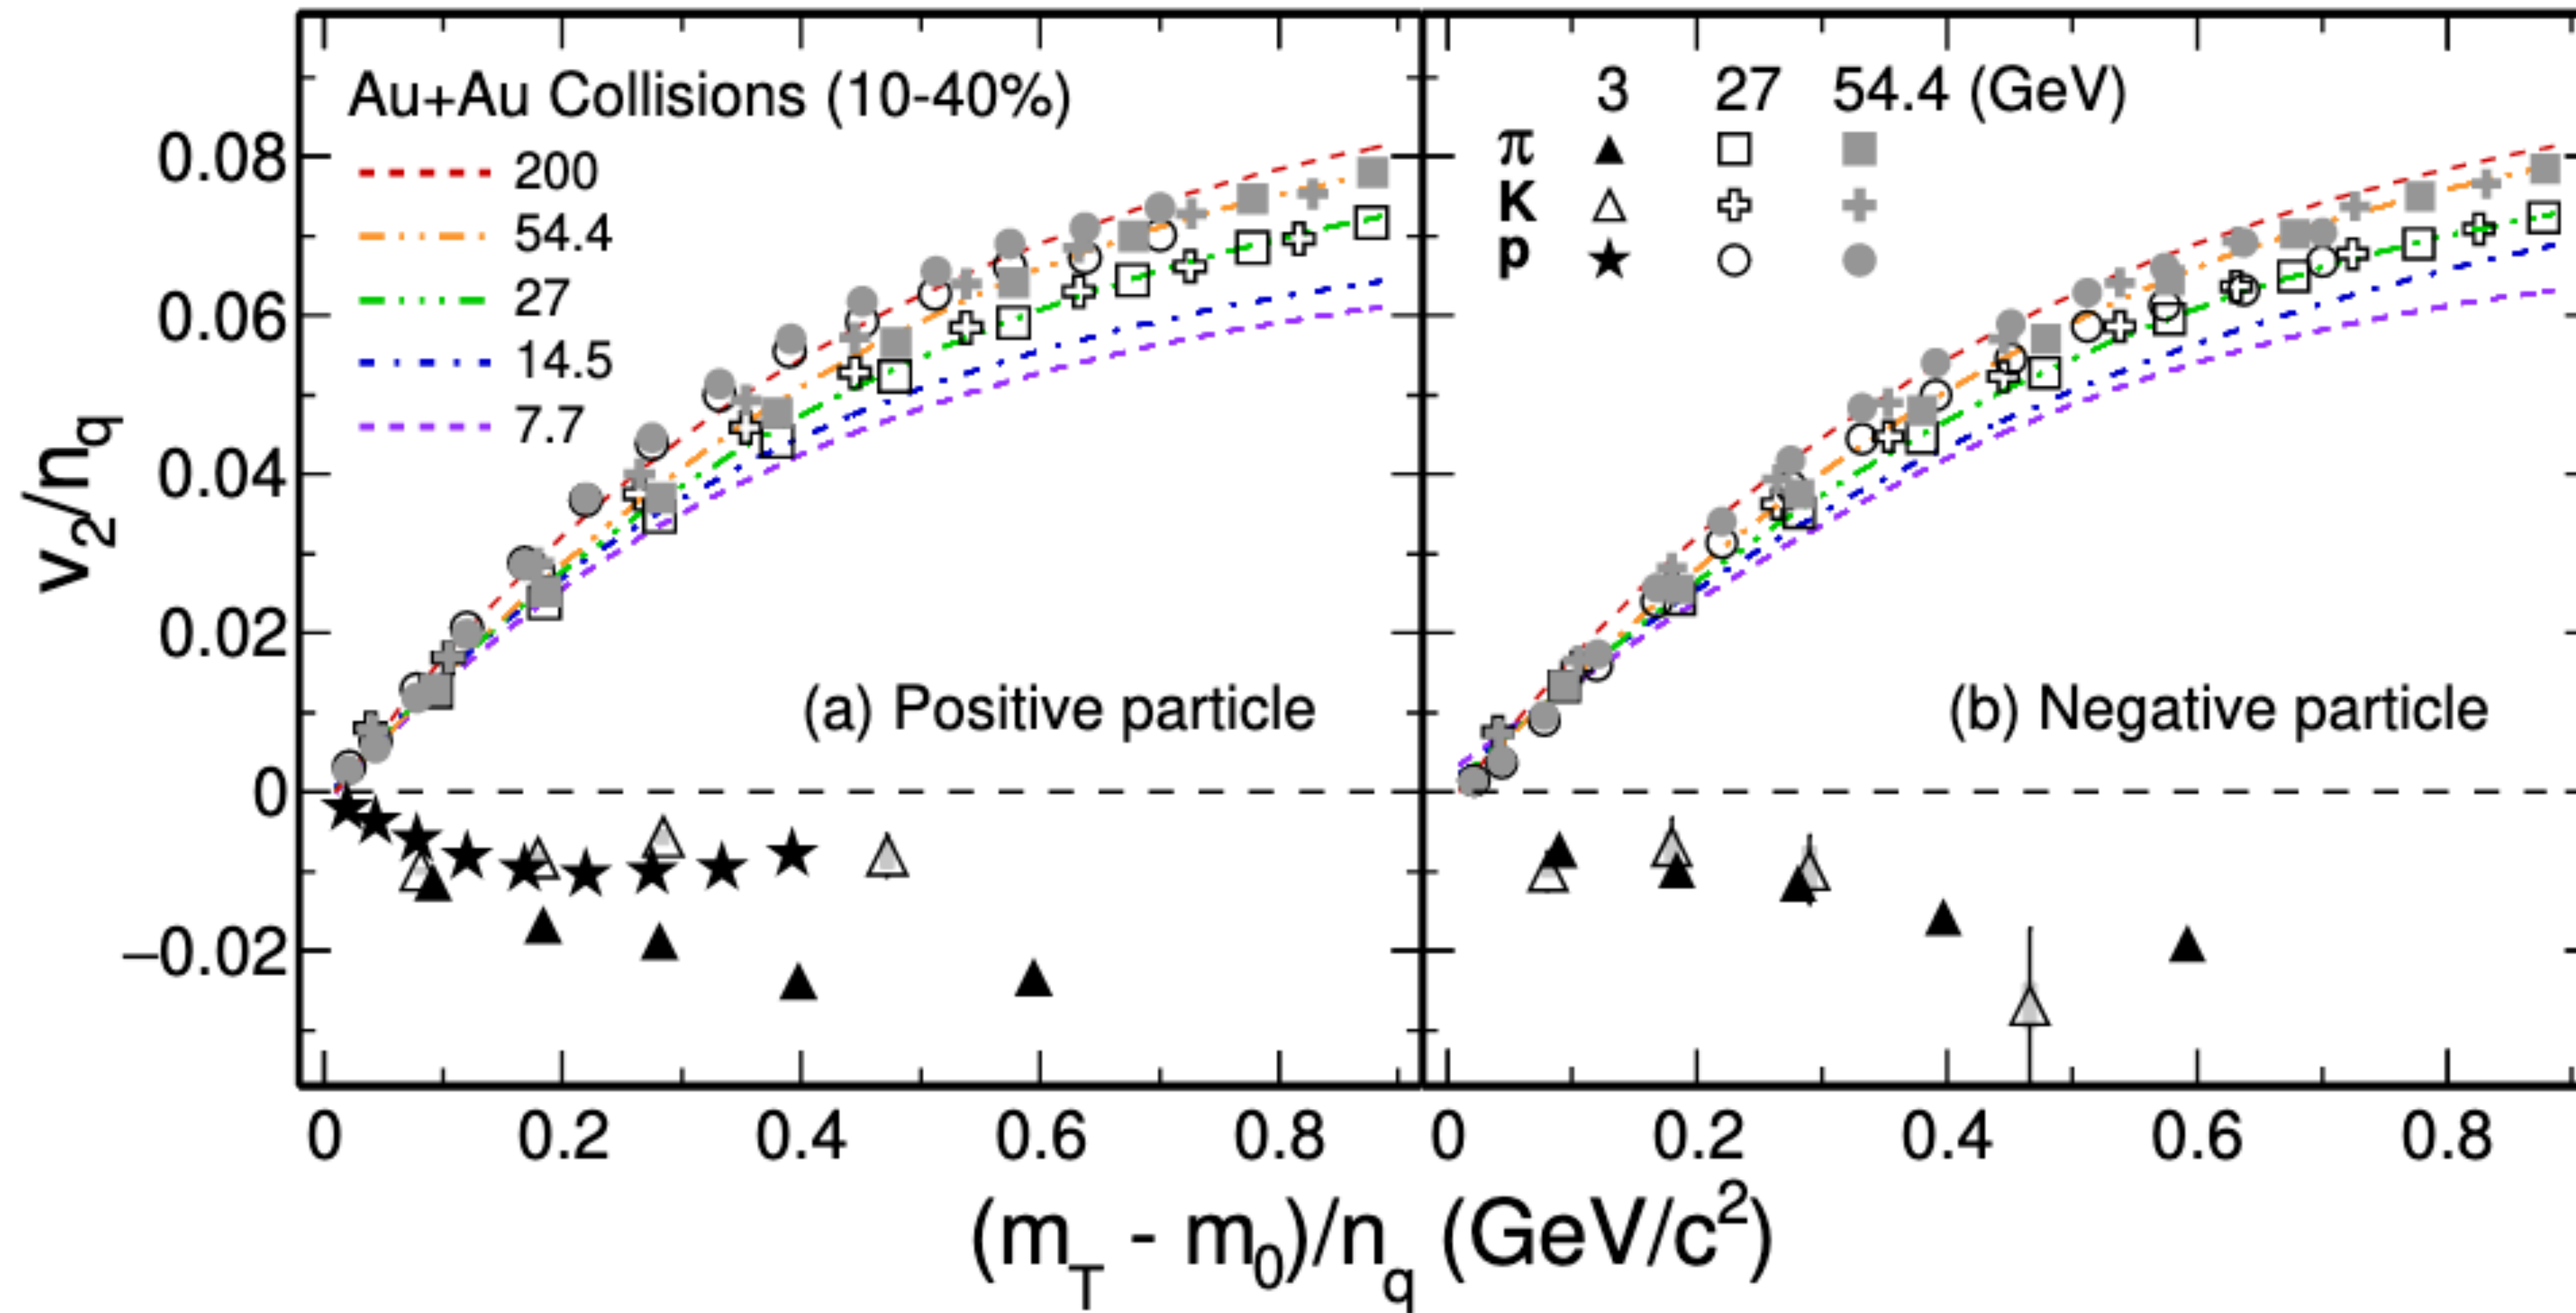 Au+Au Collisions (10-40%)
200
54.4
27
14.5
7.7
3 27 54.4 (GeV)
π
K
p
(a) Positive particle
(b) Negative particle
v2/nq
0.08
0.06
0.04
0.02
0
−0.02
0 0.2 0.4 0.6 0.8
0 0.2 0.4 0.6 0.8
(mT - m0)/nq (GeV/c²)